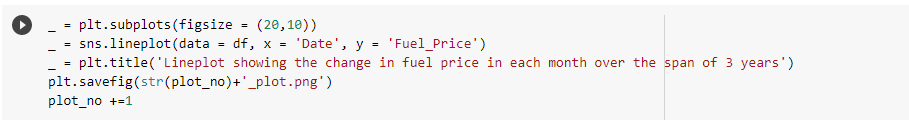 _ = plt.subplots(figsize = (20,10))
_ = sns.lineplot(data = df, x = 'Date', y = 'Fuel_Price')
_ = plt.title('Lineplot showing the change in fuel price in each month over the span of 3 years')
plt.savefig(str(plot_no)+'_plot.png')
plot_no +=1